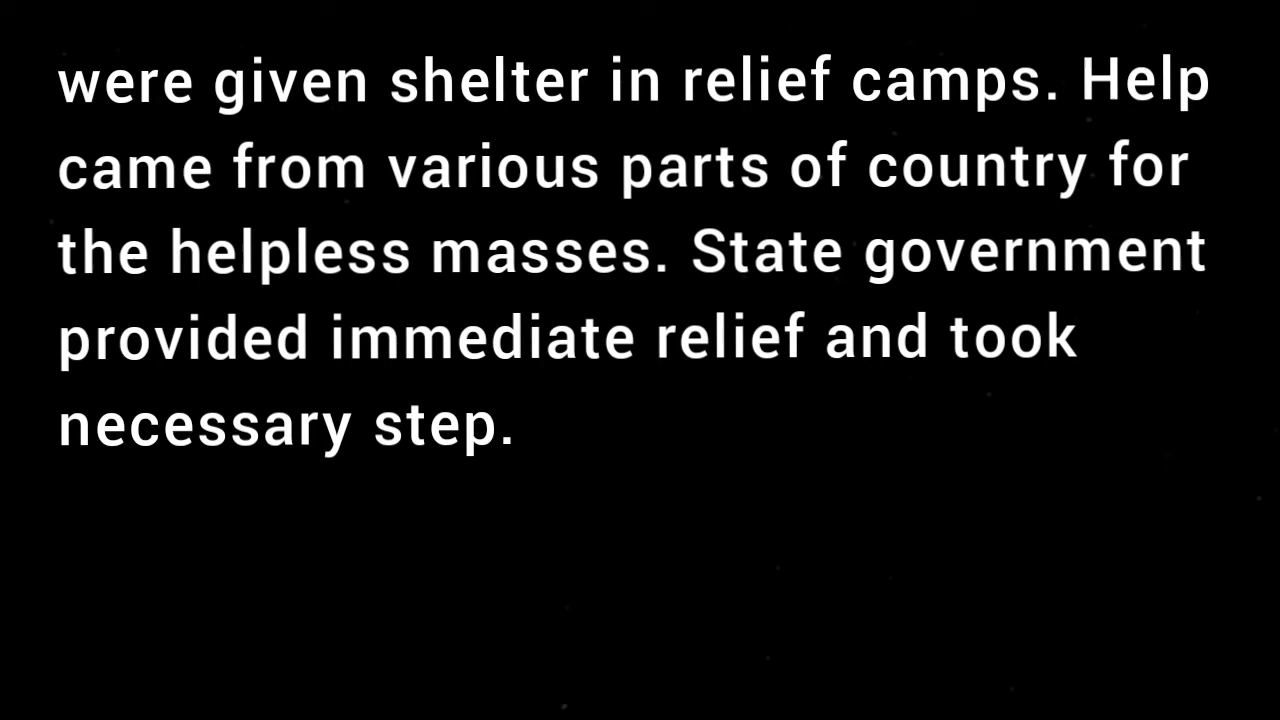 were given shelter in relief camps. Help
came from various parts of country for
the helpless masses. State government
provided immediate relief and took
necessary step.